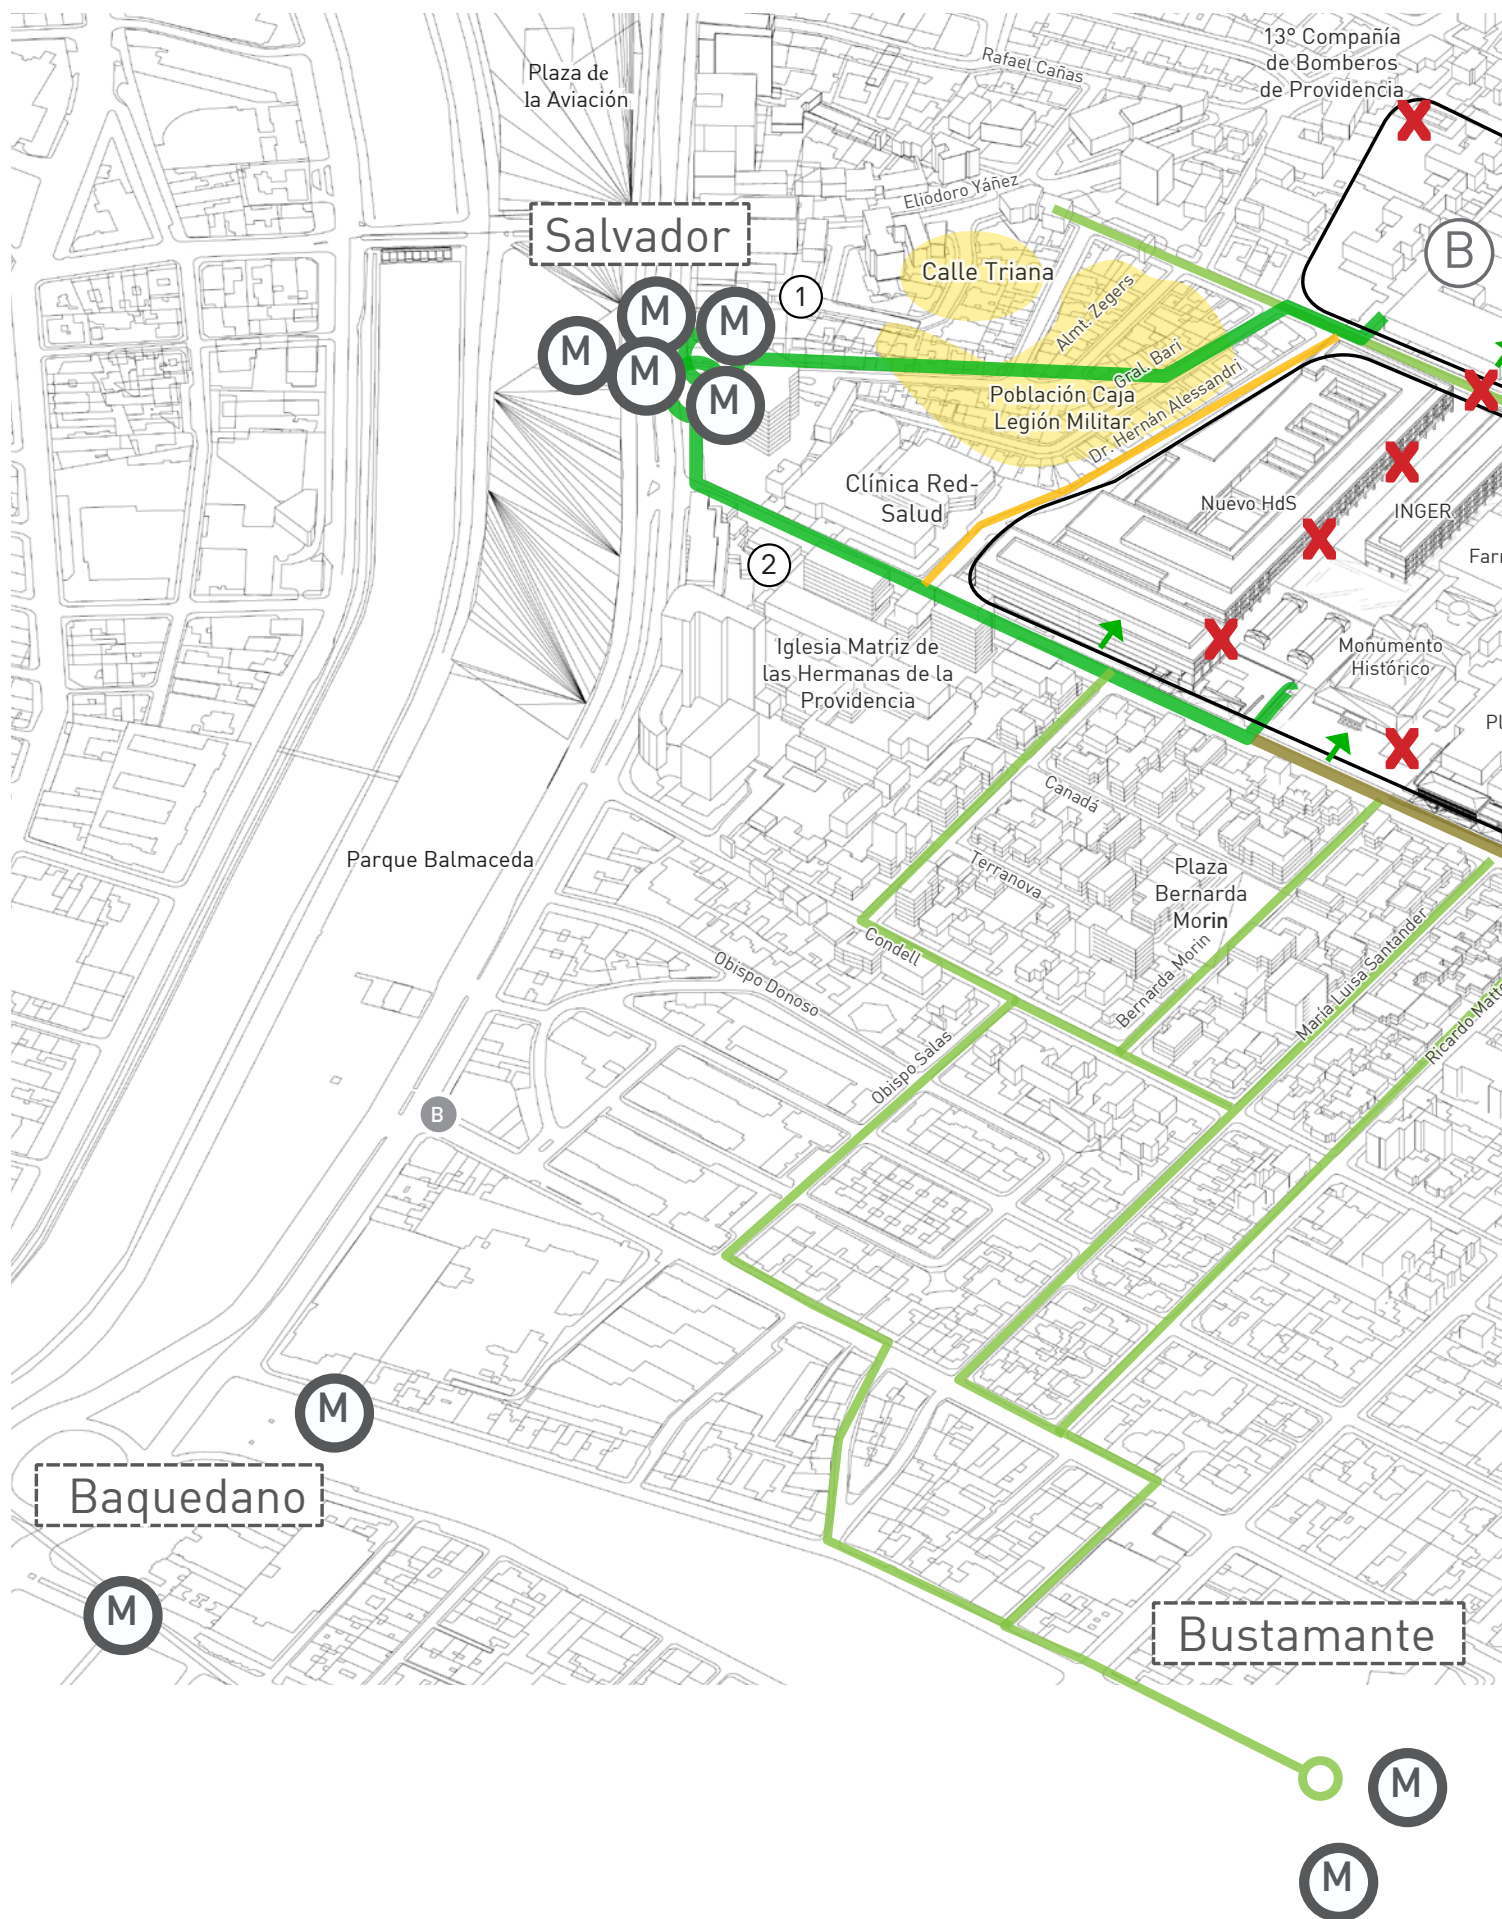 13° Compañía
de Bomberos
de Providencia
Rafael Cañas
Plaza de
la Aviación
Eliodoro Yáñez
Salvador
B
Calle Triana
1
M
M
M
M
M
Almt. Zegers
Gral. Bari
Población Caja
Legión Militar
Dr. Hernán Alessandri
Clínica Red-
Salud
Nuevo HdS
INGER
2
Iglesia Matriz de
las Hermanas de la
Providencia
Monumento
Histórico
Canadá
Terranova
Parque Balmaceda
Plaza
Bernarda
Morin
Condell
Bernarda Morin
María Luisa Santander
Obispo Donoso
Obispo Salas
Ricardo Matte
B
M
Baquedano
M
Bustamante
M
M